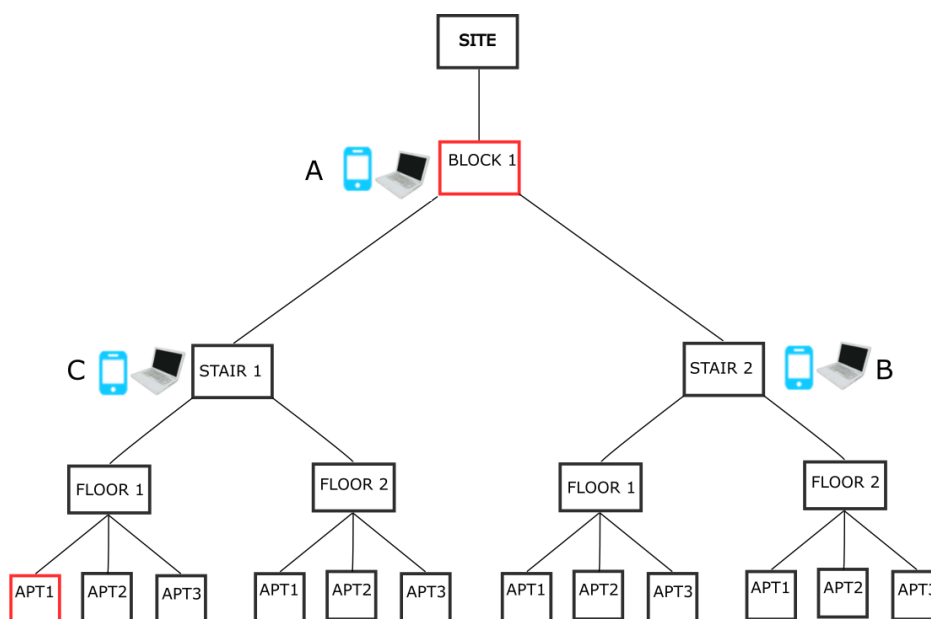 SITE
A
BLOCK 1
C
STAIR 1
STAIR 2
B
FLOOR 1
FLOOR 2
FLOOR 1
FLOOR 2
APT1
APT2
APT3
APT1
APT2
APT3
APT1
APT2
APT3
APT1
APT2
APT3